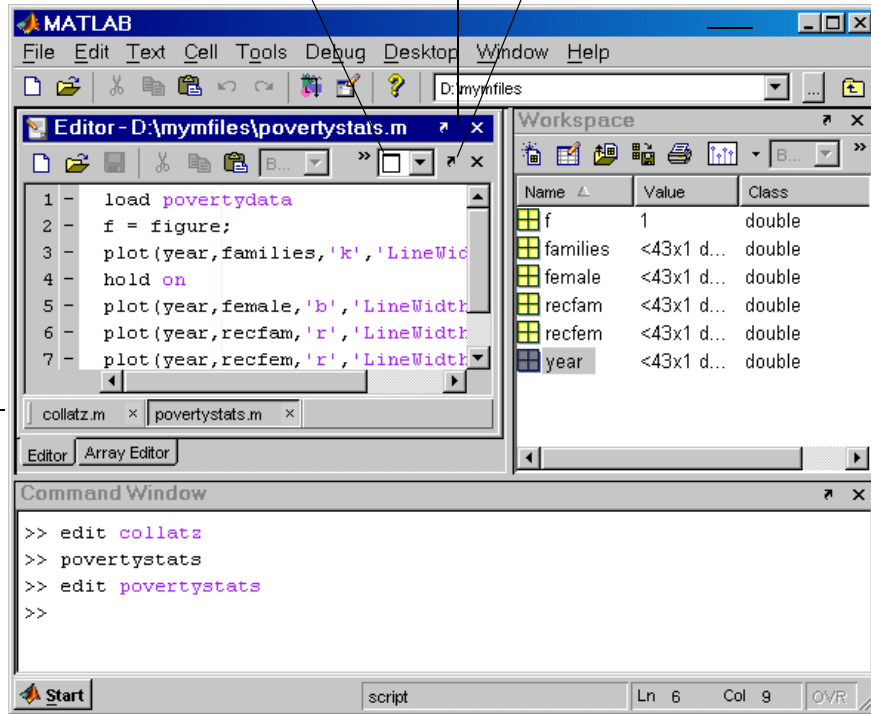 MATLAB
File Edit Text Cell Tools Debug Desktop Window Help
D:\mymfiles ...
Editor - D:\mymfiles\povertystats.m
B... »
1 - load povertydata
2 - f = figure;
3 - plot(year,families,'k','LineWid
4 - hold on
5 - plot(year,female,'b','LineWidth
6 - plot(year,recfam,'r','LineWidth
7 - plot(year,recfem,'r','LineWidth
collatz.m × povertystats.m ×
Editor Array Editor
Workspace
B... »
Name Value Class
f 1 double
families <43x1 d... double
female <43x1 d... double
recfam <43x1 d... double
recfem <43x1 d... double
year <43x1 d... double
Command Window
>> edit collatz
>> povertystats
>> edit povertystats
>>
Start script Ln 6 Col 9 OVR